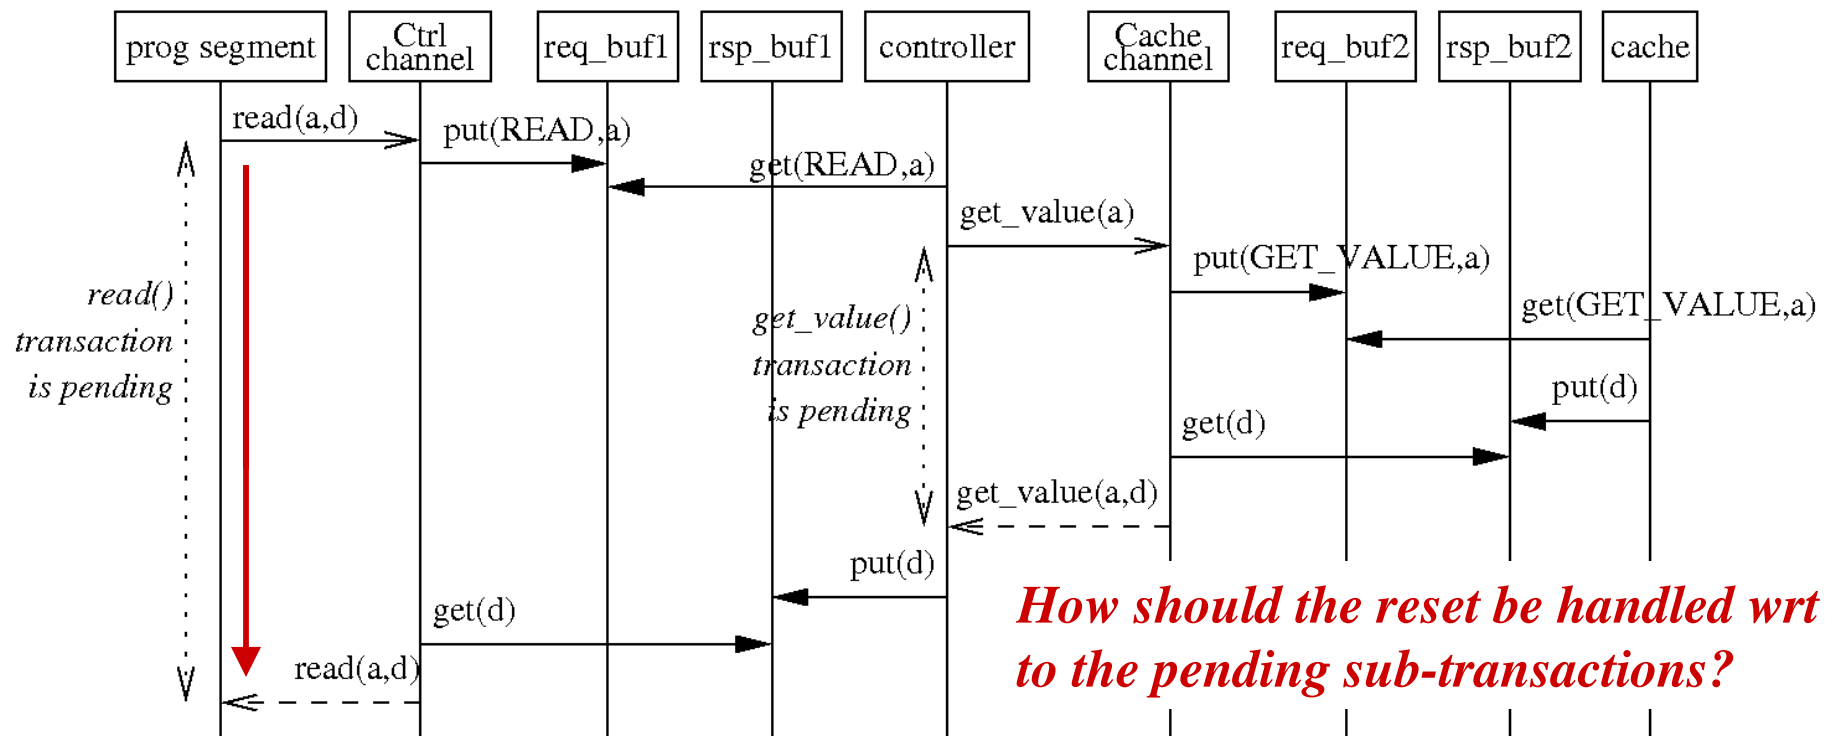 prog segment
Ctrl
channel
req_buf1
rsp_buf1
controller
Cache
channel
req_buf2
rsp_buf2
cache
read(a,d)
put(READ,a)
get(READ,a)
get_value(a)
put(GET_VALUE,a)
get(GET_VALUE,a)
read()
transaction
is pending
get_value()
transaction
is pending
put(d)
get(d)
get_value(a,d)
put(d)
get(d)
read(a,d)
How should the reset be handled wrt
to the pending sub-transactions?